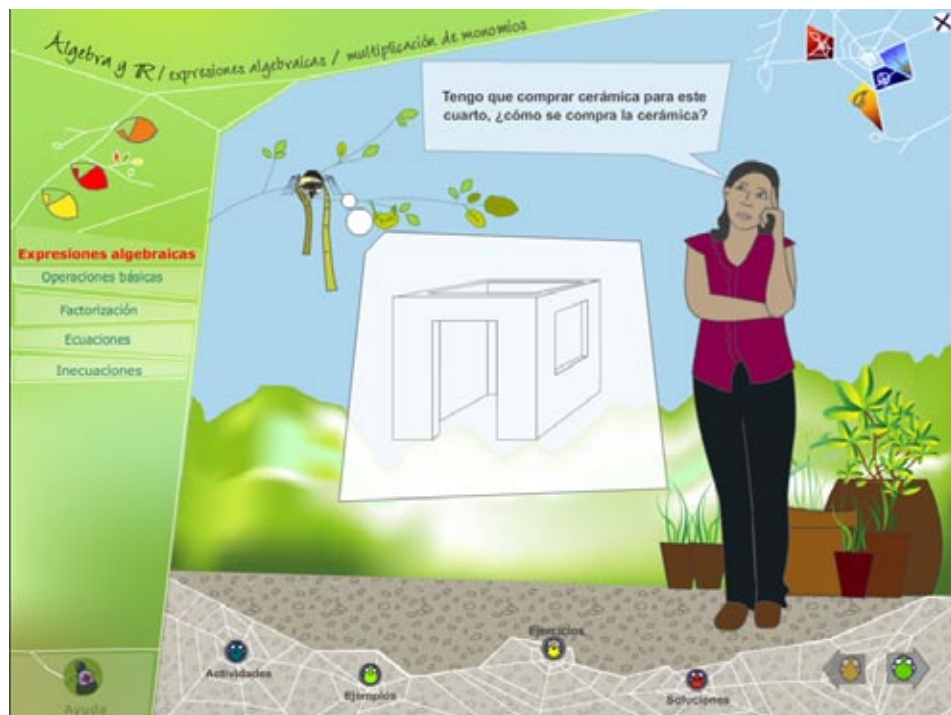 Álgebra y R / expresiones algebraicas / multiplicación de monomios
Tengo que comprar cerámica para este
cuarto, ¿cómo se compra la cerámica?
Expresiones algebraicas
Operaciones básicas
Factorización
Ecuaciones
Inecuaciones
Ejercicios
Actividades
Ejemplos
Soluciones
Ayuda